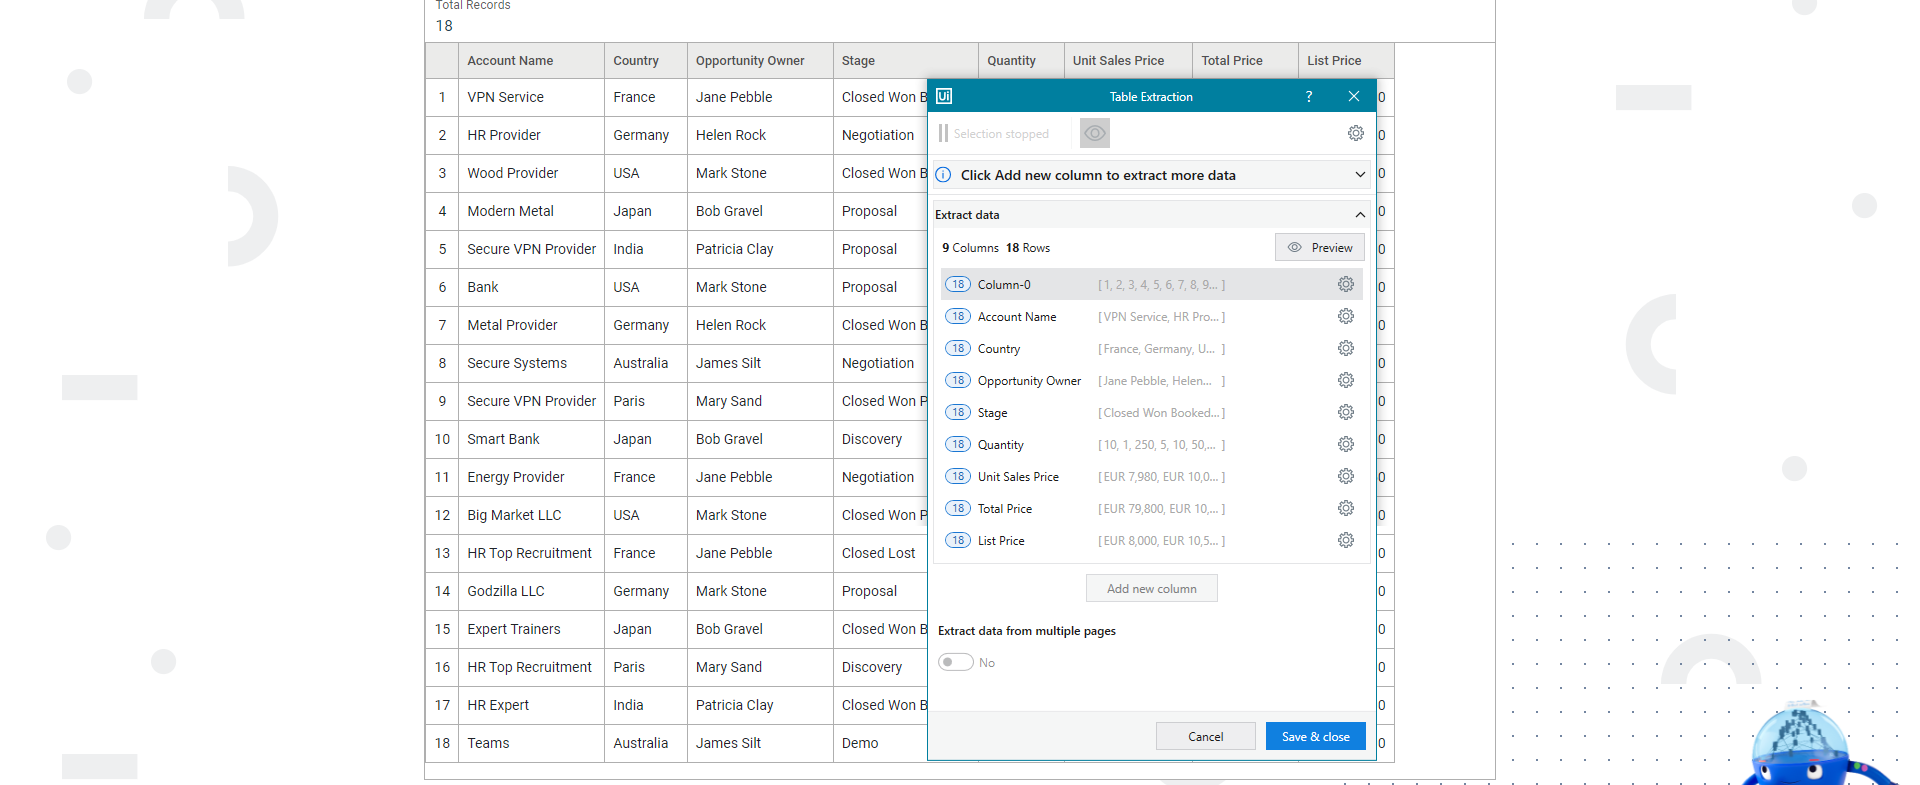 Total Records
18
Account Name Country Opportunity Owner Stage Quantity Unit Sales Price Total Price List Price
1 VPN Service France Jane Pebble Closed Won B 0
2 HR Provider Germany Helen Rock Negotiation 0
3 Wood Provider USA Mark Stone Closed Won B 0
4 Modern Metal Japan Bob Gravel Proposal 0
5 Secure VPN Provider India Patricia Clay Proposal 0
6 Bank USA Mark Stone Proposal 0
7 Metal Provider Germany Helen Rock Closed Won B 0
8 Secure Systems Australia James Silt Negotiation 0
9 Secure VPN Provider Paris Mary Sand Closed Won P 0
10 Smart Bank Japan Bob Gravel Discovery 0
11 Energy Provider France Jane Pebble Negotiation 0
12 Big Market LLC USA Mark Stone Closed Won P 0
13 HR Top Recruitment France Jane Pebble Closed Lost 0
14 Godzilla LLC Germany Mark Stone Proposal 0
15 Expert Trainers Japan Bob Gravel Closed Won B 0
16 HR Top Recruitment Paris Mary Sand Discovery 0
17 HR Expert India Patricia Clay Closed Won B 0
18 Teams Australia James Silt Demo 0
Ui Table Extraction ?
Selection stopped
Click Add new column to extract more data
Extract data
9 Columns 18 Rows Preview
18 Column-0 [ 1, 2, 3, 4, 5, 6, 7, 8, 9... ]
18 Account Name [ VPN Service, HR Pro... ]
18 Country [ France, Germany, U... ]
18 Opportunity Owner [ Jane Pebble, Helen... ]
18 Stage [ Closed Won Booked... ]
18 Quantity [ 10, 1, 250, 5, 10, 50,... ]
18 Unit Sales Price [ EUR 7,980, EUR 10,0... ]
18 Total Price [ EUR 79,800, EUR 10,... ]
18 List Price [ EUR 8,000, EUR 10,5... ]
Add new column
Extract data from multiple pages
No
Cancel Save & close